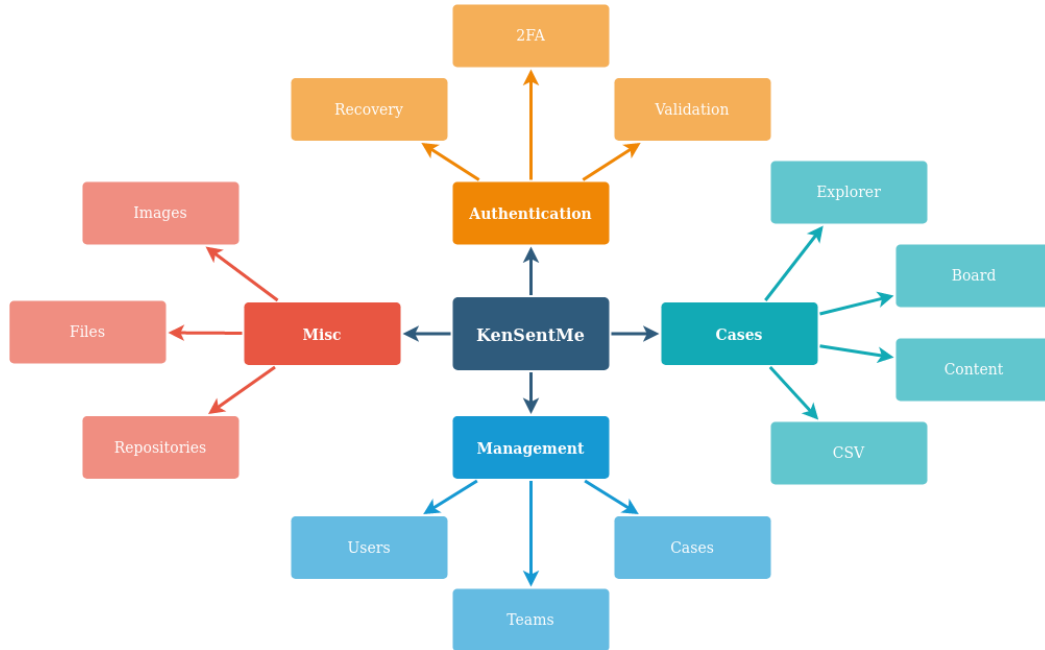 2FA
Recovery
Validation
Explorer
Images
Authentication
Board
Files
Misc
KenSentMe
Cases
Content
Repositories
Management
CSV
Users
Cases
Teams